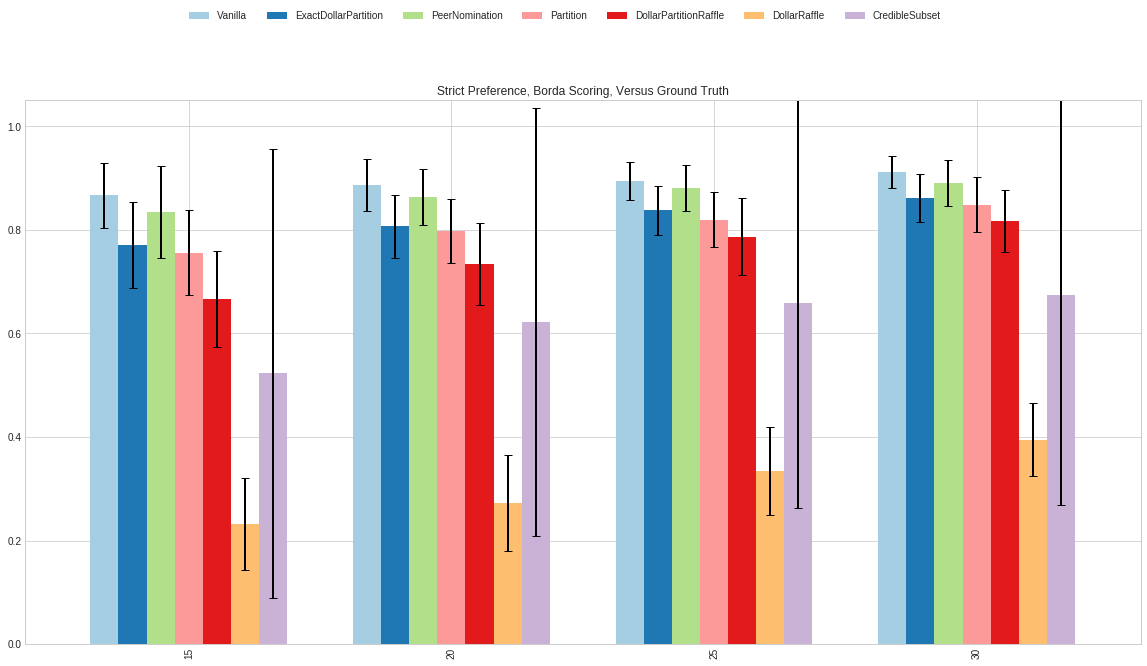 Vanilla ExactDollarPartition PeerNomination Partition DollarPartitionRaffle DollarRaffle CredibleSubset
Strict Preference, Borda Scoring, Versus Ground Truth
1.0
0.8
0.6
0.4
0.2
0.0
15 20 25 30